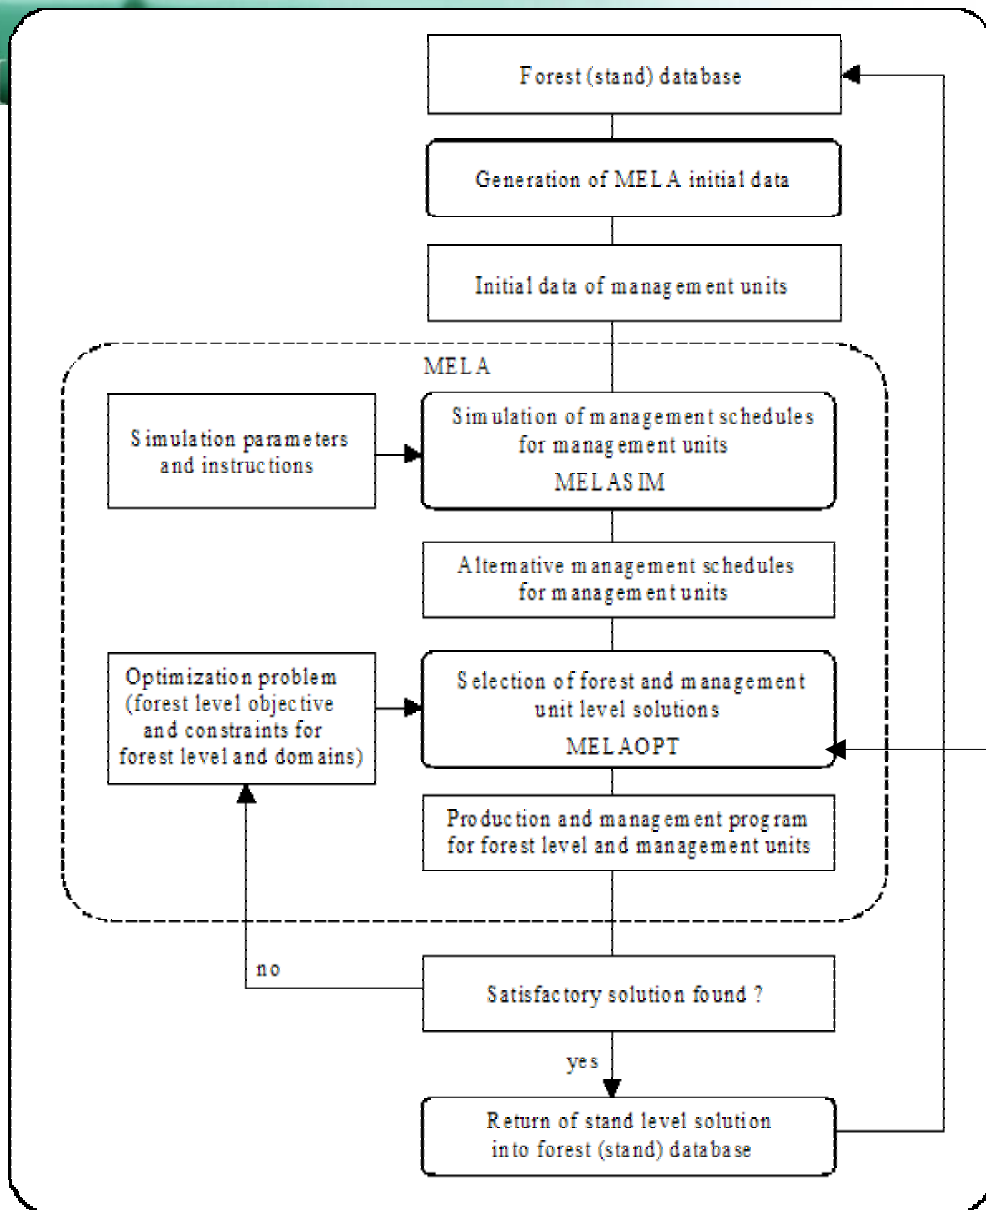 Forest (stand) database
Generation of MELA initial data
Initial data of management units
MELA
Simulation parameters
and instructions
Simulation of management schedules
for management units
MELASIM
Alternative management schedules
for management units
Optimization problem
(forest level objective
and constraints for
forest level and domains)
Selection of forest and management
unit level solutions
MELAOPT
Production and management program
for forest level and management units
no
Satisfactory solution found ?
yes
Return of stand level solution
into forest (stand) database